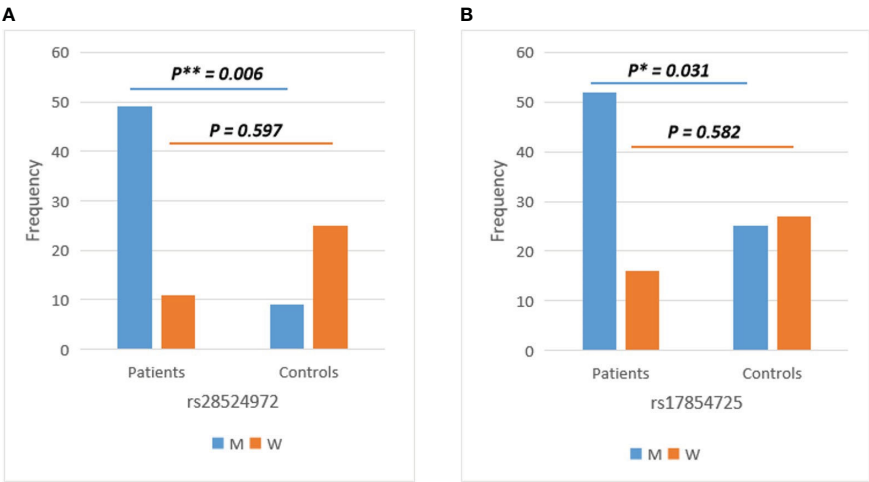 A
P** = 0.006
P = 0.597
Frequency
60
50
40
30
20
10
0
Patients
Controls
rs28524972
M
W
B
P* = 0.031
P = 0.582
Frequency
60
50
40
30
20
10
0
Patients
Controls
rs17854725
M
W